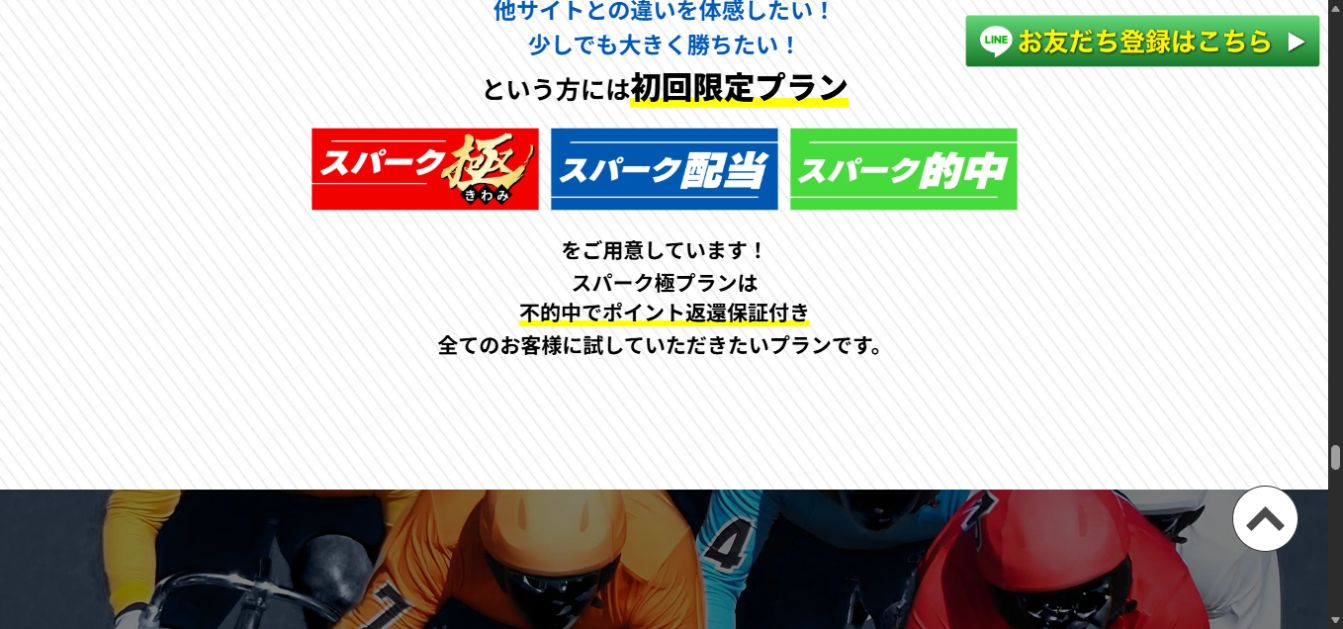 他サイトとの違いを体感したい！
少しでも大きく勝ちたい！
LINE お友だち登録はこちら
という方には初回限定プラン
スパーク極
きわみ
スパーク配当
スパーク的中
をご用意しています！
スパーク極プランは
不的中でポイント返還保証付き
全てのお客様に試していただきたいプランです。
7
4
1